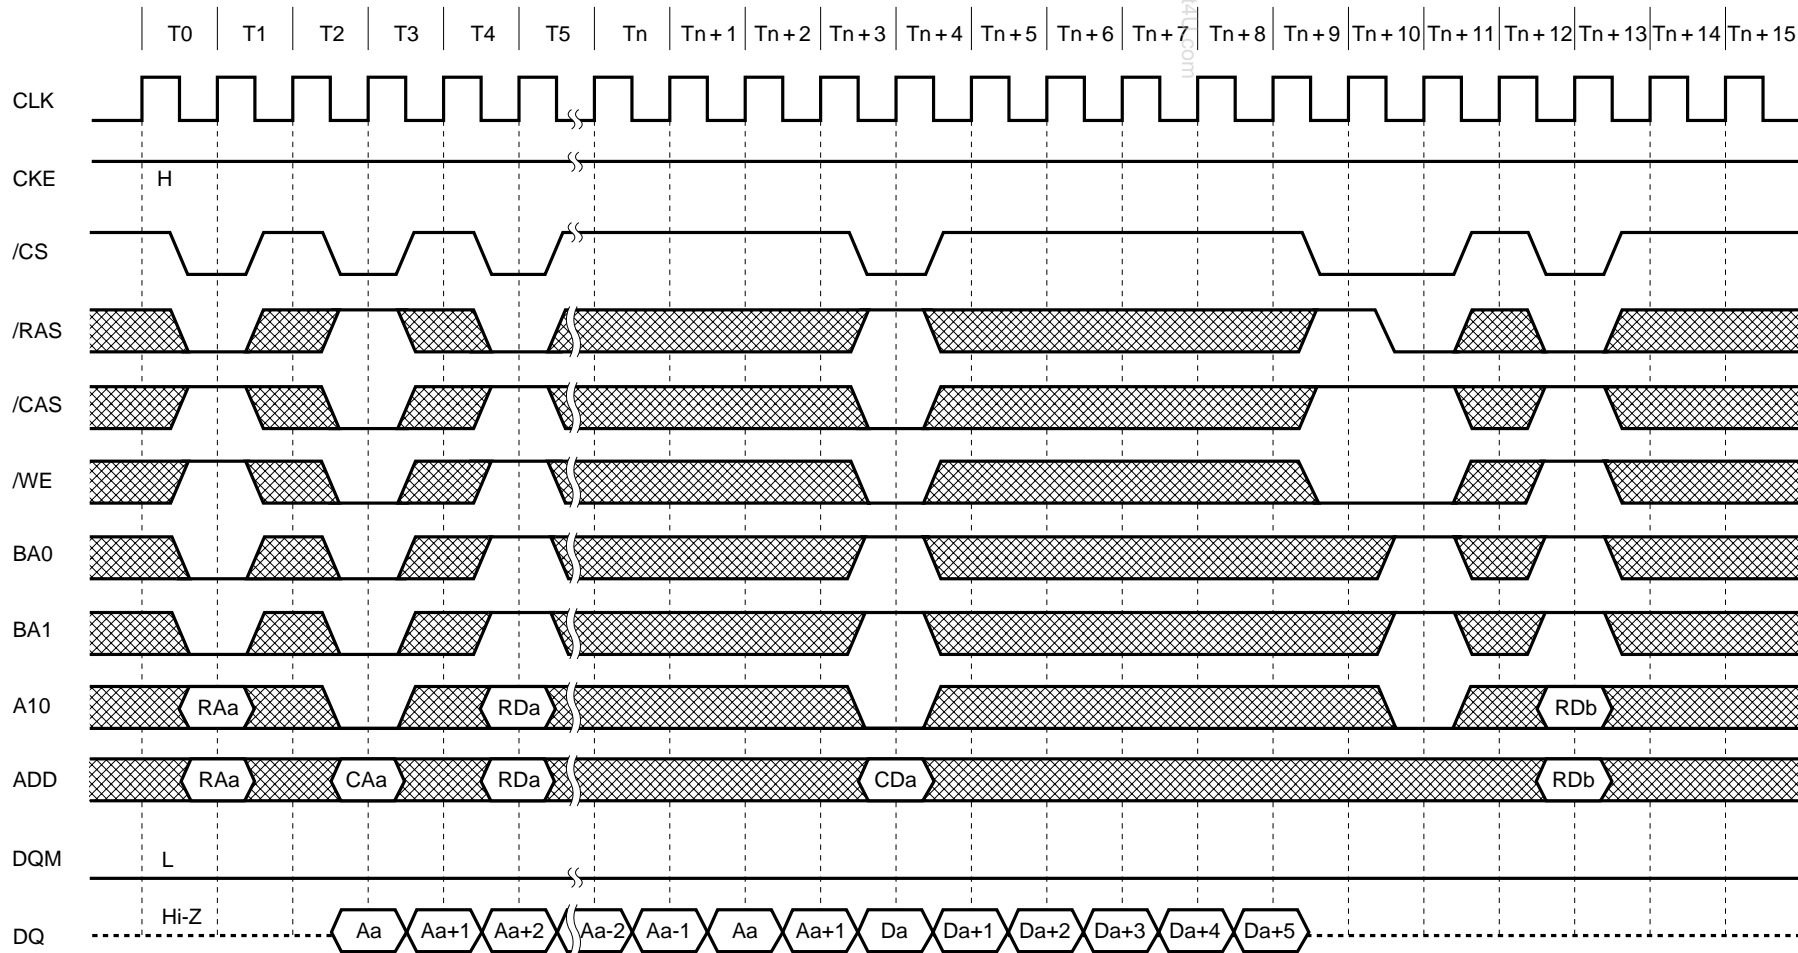 T0 T1 T2 T3 T4 T5 Tn Tn+1 Tn+2 Tn+3 Tn+4 Tn+5 Tn+6 Tn+7 Tn+8 Tn+9 Tn+10 Tn+11 Tn+12 Tn+13 Tn+14 Tn+15
CLK
CKE H
/CS
/RAS
/CAS
/WE
BA0
BA1
A10 RAa RDa RDb
ADD RAa CAa RDa CDa RDb
DQM L
Hi-Z
DQ Aa Aa+1 Aa+2 Aa-2 Aa-1 Aa Aa+1 Da Da+1 Da+2 Da+3 Da+4 Da+5